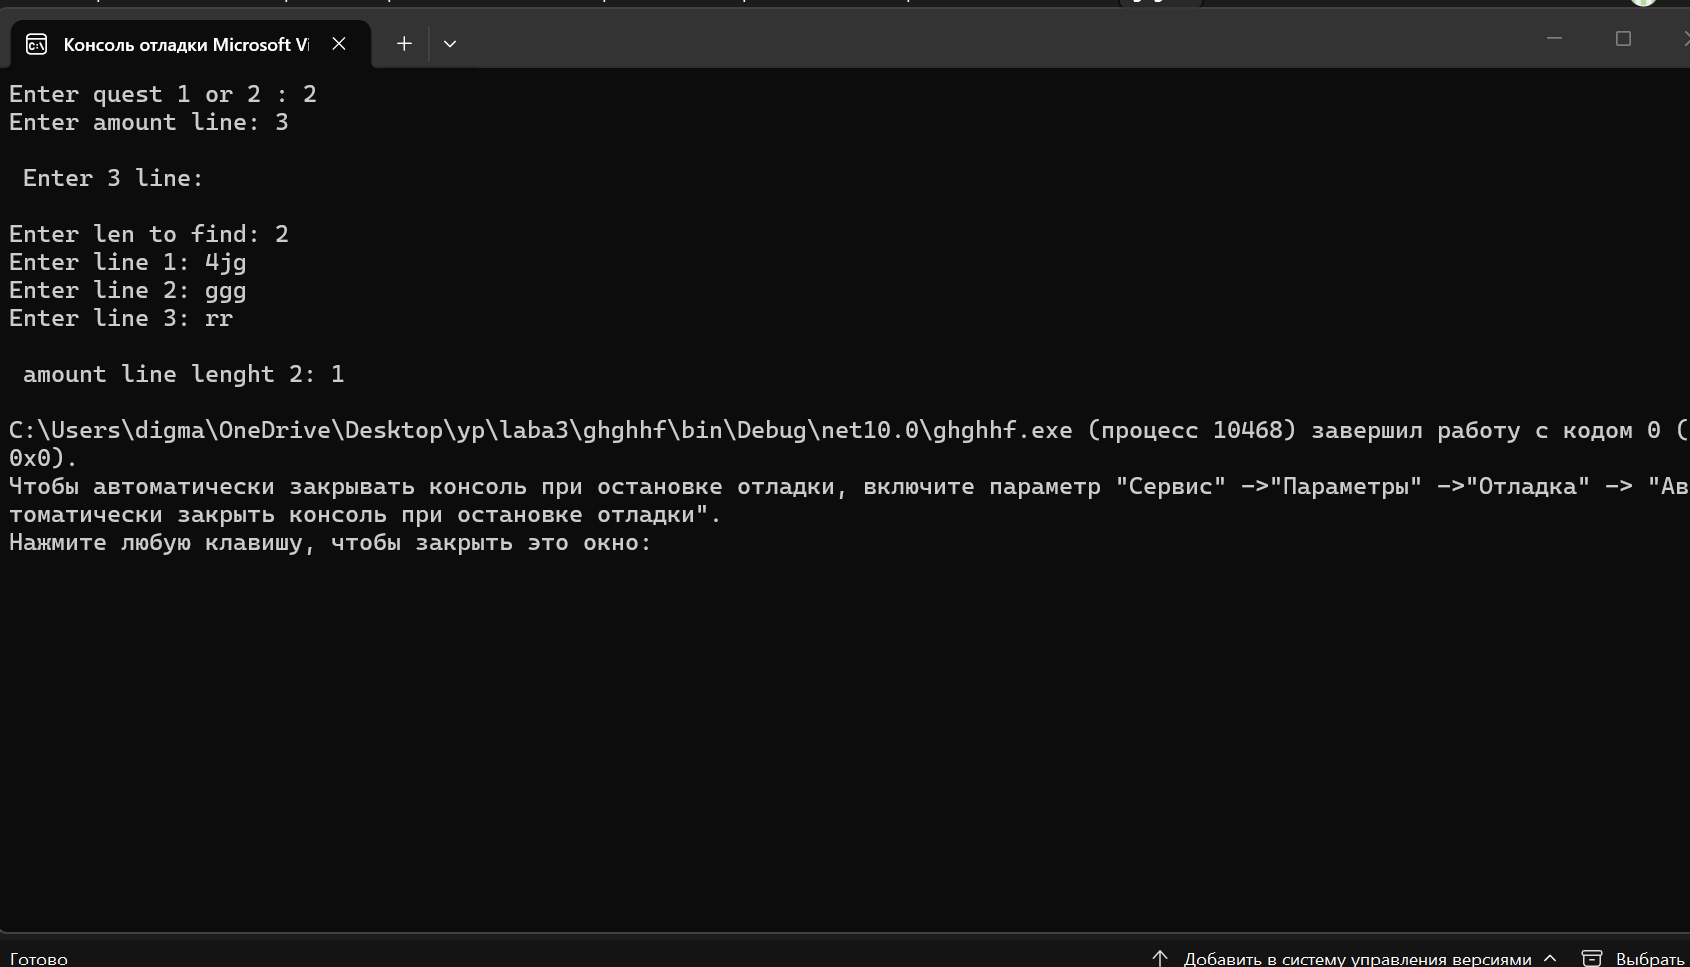 Консоль отладки Microsoft Vi
Enter quest 1 or 2 : 2
Enter amount line: 3
Enter 3 line:
Enter len to find: 2
Enter line 1: 4jg
Enter line 2: ggg
Enter line 3: rr
amount line lenght 2: 1
C:\Users\digma\OneDrive\Desktop\yp\laba3\ghghhf\bin\Debug\net10.0\ghghhf.exe (процесс 10468) завершил работу с кодом 0 (
0x0).
Чтобы автоматически закрывать консоль при остановке отладки, включите параметр "Сервис" ->"Параметры" ->"Отладка" -> "Ав
томатически закрыть консоль при остановке отладки".
Нажмите любую клавишу, чтобы закрыть это окно:
Готово
Добавить в систему управления версиями
Выбрать